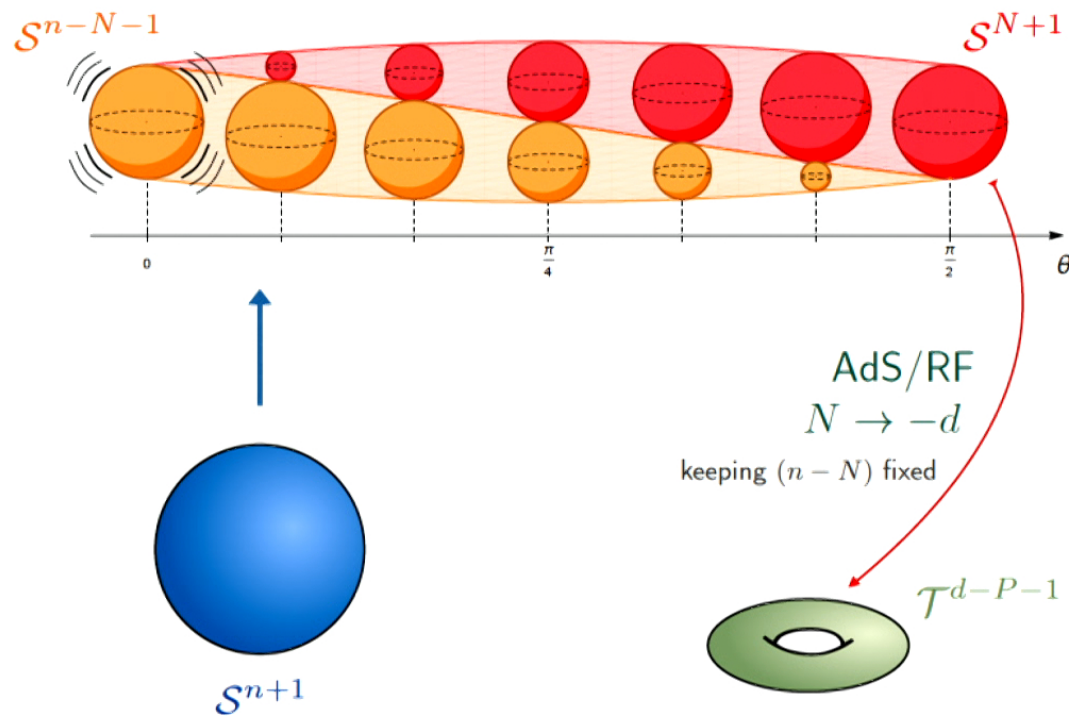 𝒮^{n−N−1}
𝒮^{N+1}
0
π/4
π/2
θ
AdS/RF
N → −d
keeping (n − N) fixed
𝒯^{d−P−1}
𝒮^{n+1}